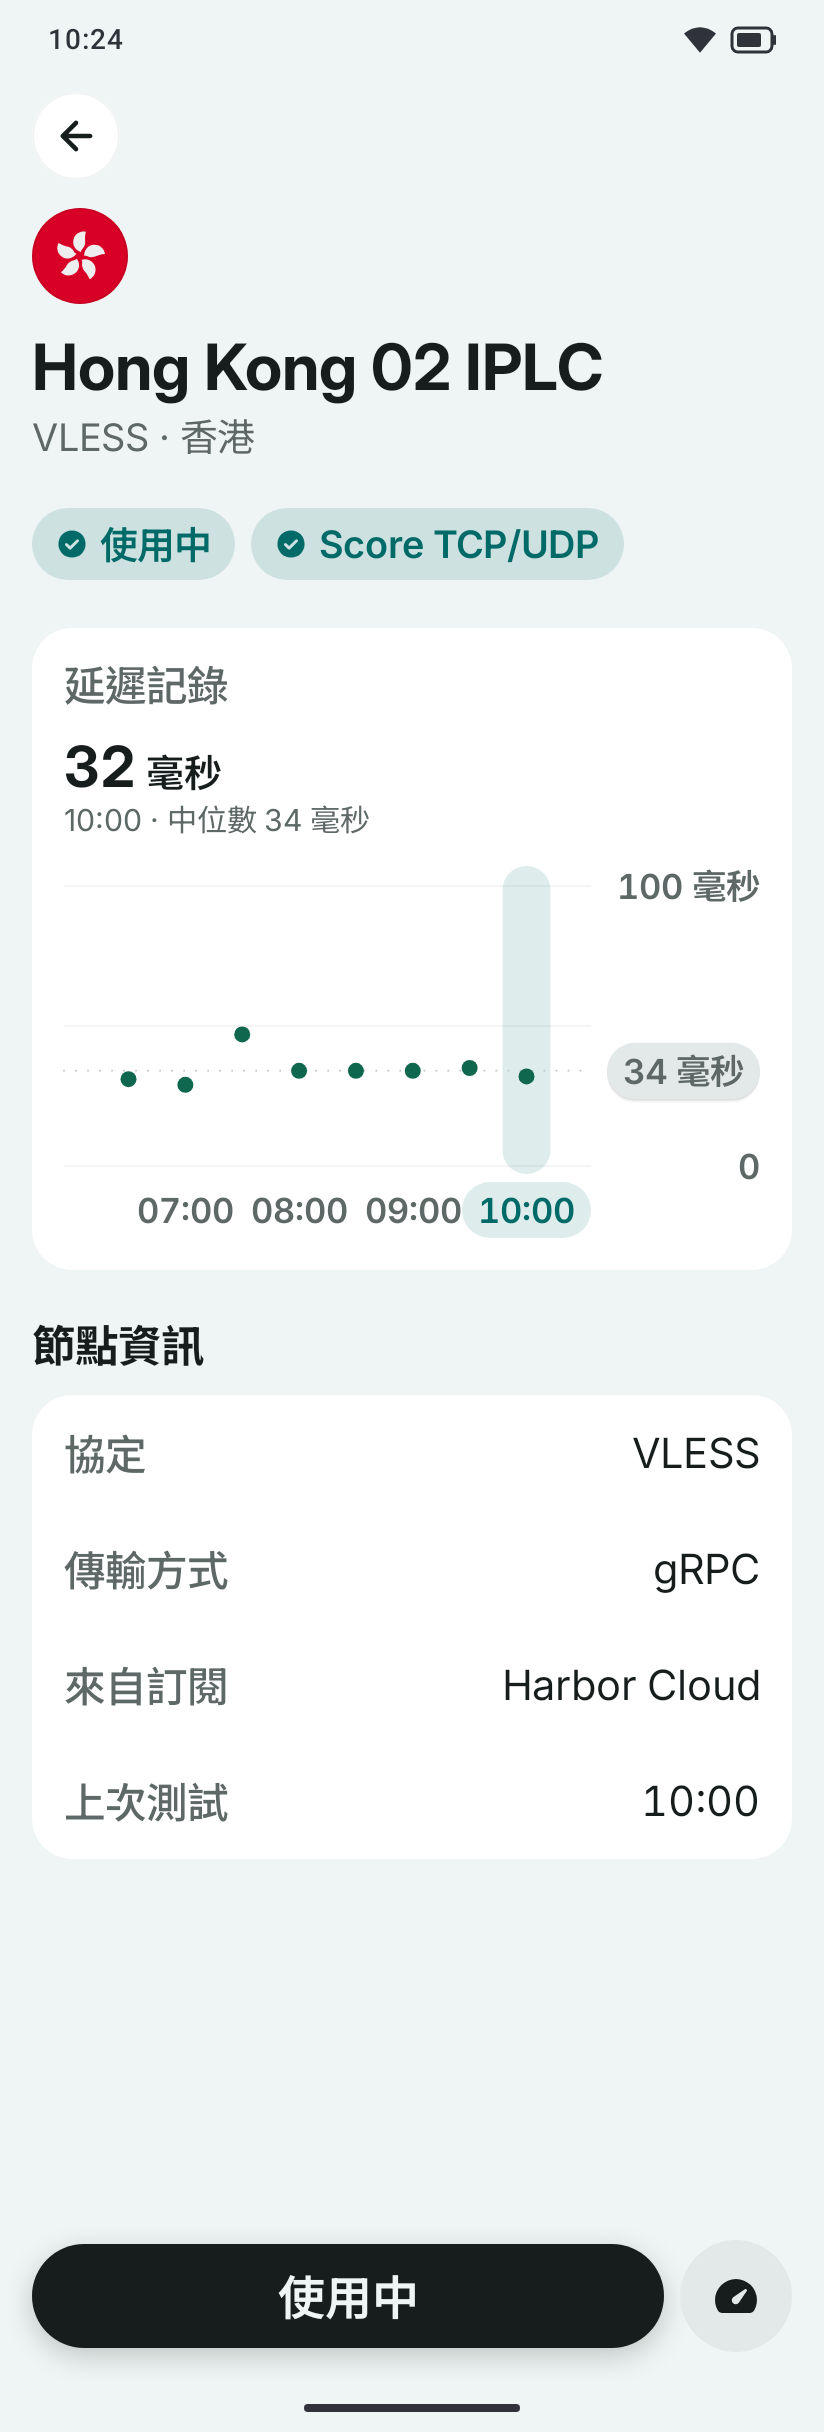 10:24
Hong Kong 02 IPLC
VLESS · 香港
使用中
Score TCP/UDP
延遲記錄
32 毫秒
10:00 · 中位數 34 毫秒
100 毫秒
34 毫秒
0
07:00 08:00 09:00 10:00
節點資訊
協定 VLESS
傳輸方式 gRPC
來自訂閱 Harbor Cloud
上次測試 10:00
使用中